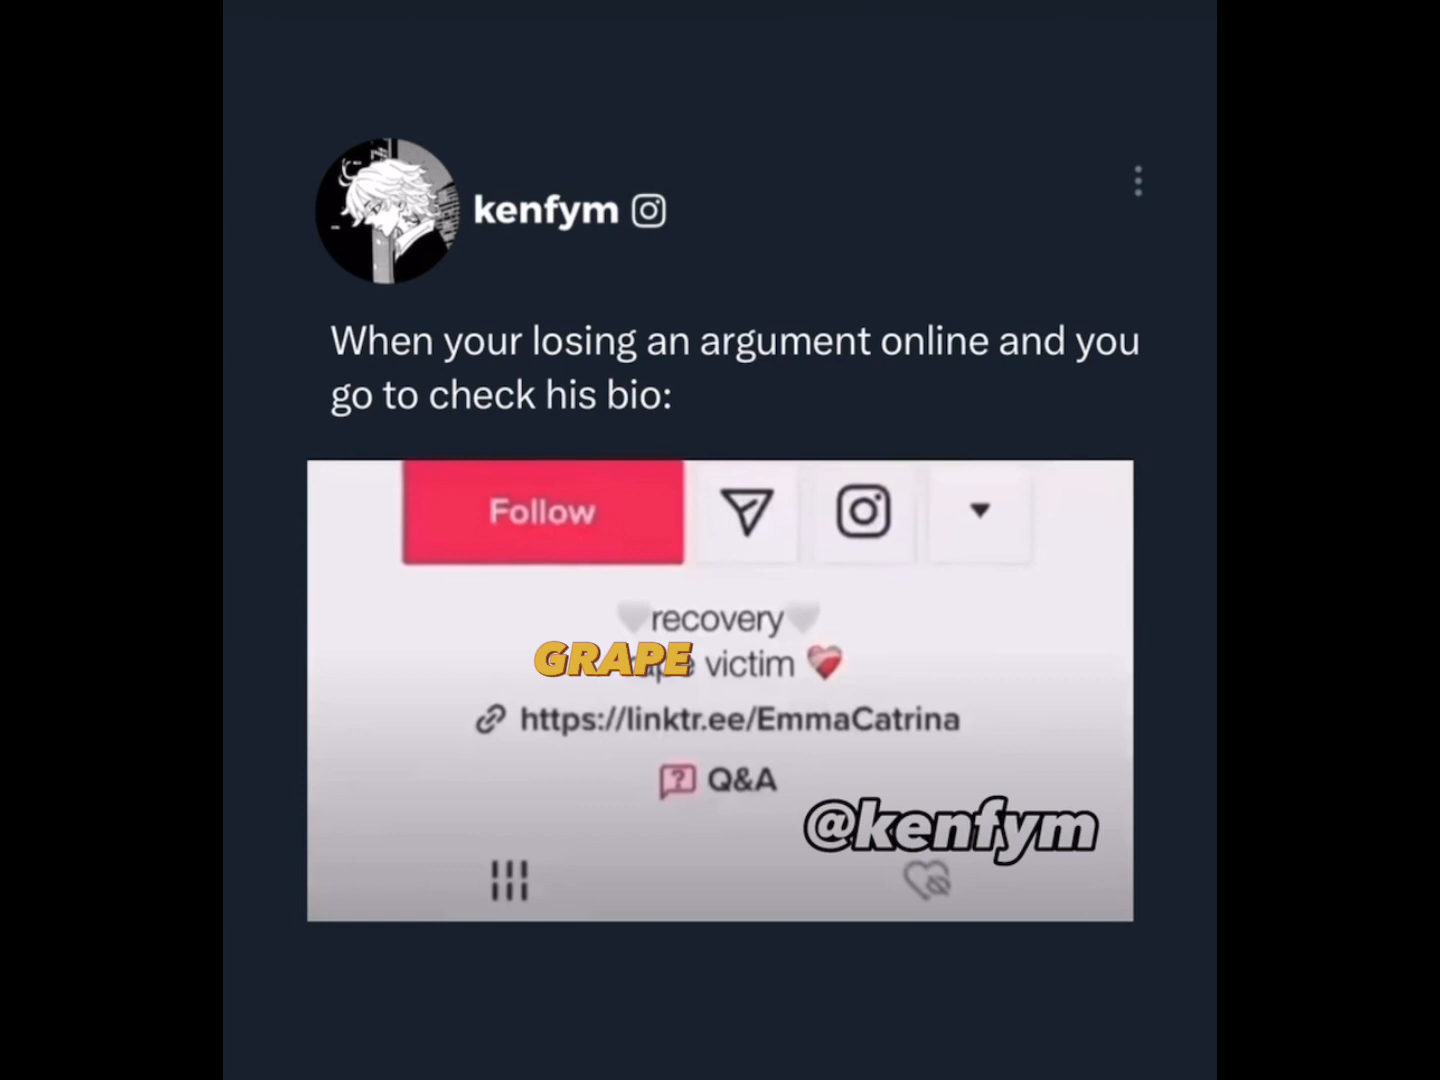 kenfym
When your losing an argument online and you
go to check his bio:
Follow
recovery
GRAPE victim
https://linktr.ee/EmmaCatrina
? Q&A
@kenfym